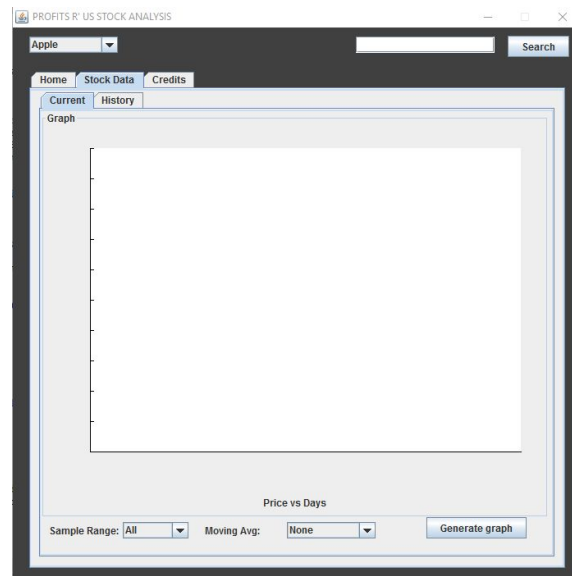 PROFITS R' US STOCK ANALYSIS
Apple Search
Home Stock Data Credits
Current History
Graph
Price vs Days
Sample Range: All Moving Avg: None Generate graph